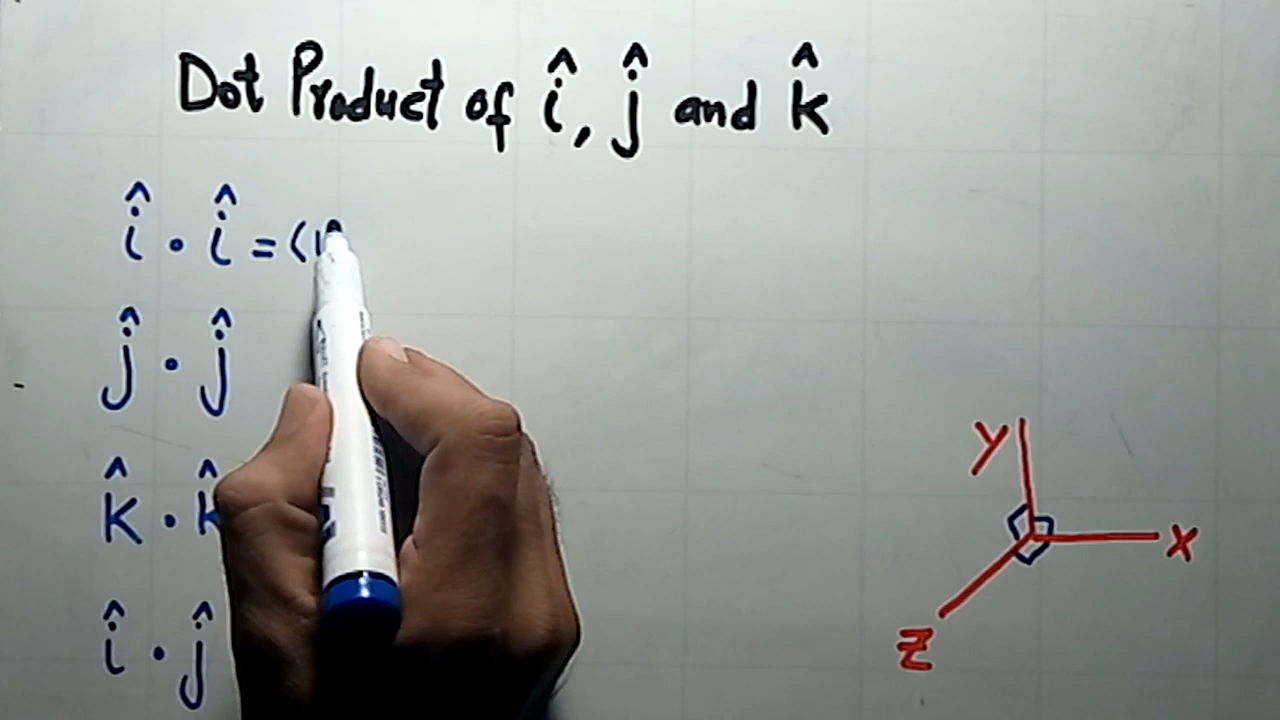 Dot Product of î, ĵ and k̂
î · î = (1
ĵ · ĵ
k̂ · k̂
î · ĵ
y
x
z